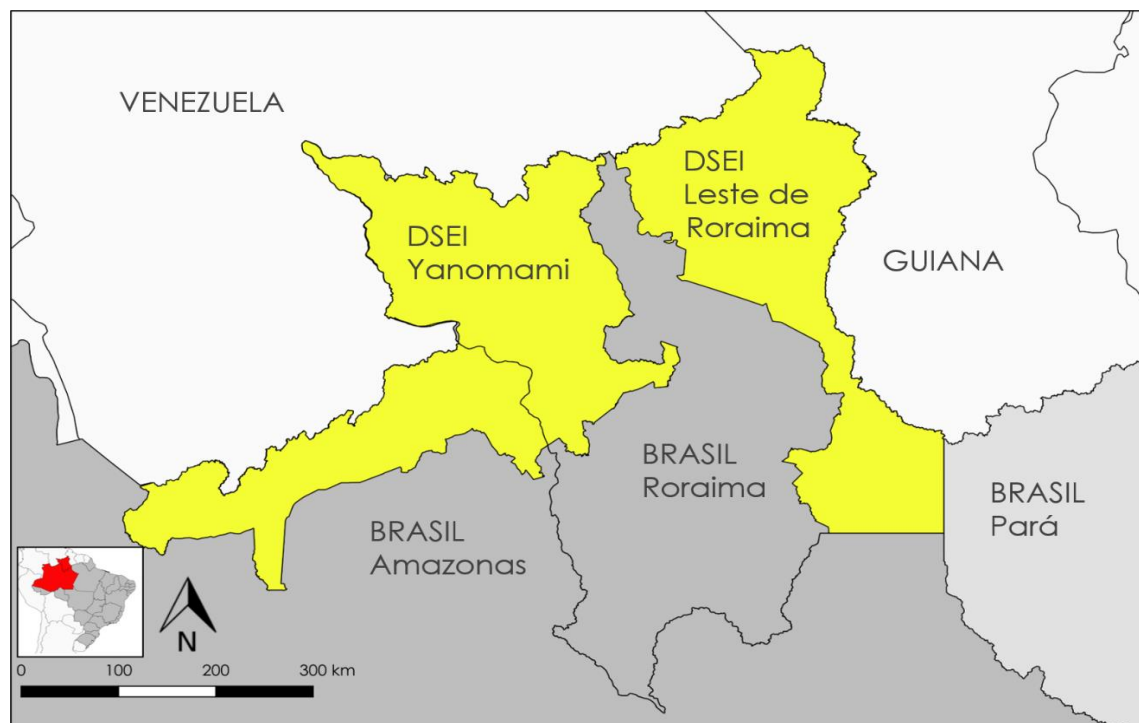 VENEZUELA
DSEI
Leste de
Roraima
DSEI
Yanomami
GUIANA
BRASIL
Roraima
BRASIL
Pará
BRASIL
Amazonas
N
0 100 200 300 km